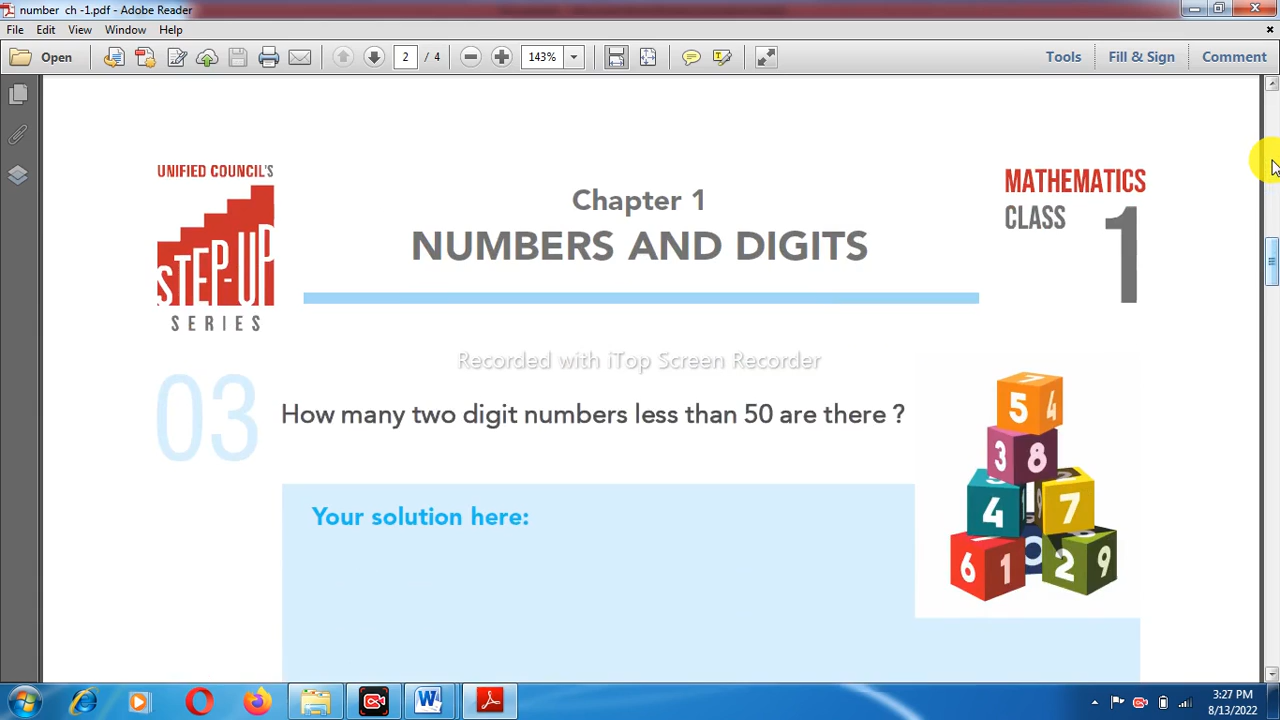 number ch -1.pdf - Adobe Reader
File Edit View Window Help
Open 2 / 4 143% Tools Fill & Sign Comment
UNIFIED COUNCIL'S
STEP-UP
SERIES
Chapter 1
NUMBERS AND DIGITS
MATHEMATICS
CLASS
1
Recorded with iTop Screen Recorder
03
How many two digit numbers less than 50 are there ?
Your solution here:
5 4
3 8
4 7
6 1 2 9
3:27 PM
8/13/2022